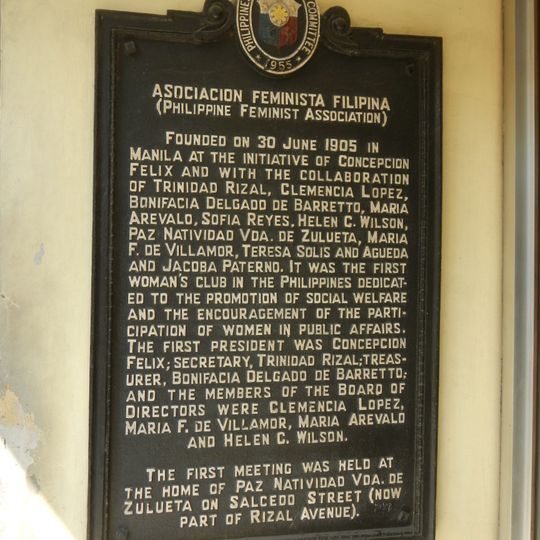 PHILIPPINE
COMMITTEE
1955
ASOCIACION FEMINISTA FILIPINA
(PHILIPPINE FEMINIST ASSOCIATION)
FOUNDED ON 30 JUNE 1905 IN
MANILA AT THE INITIATIVE OF CONCEPCION
FELIX AND WITH THE COLLABORATION
OF TRINIDAD RIZAL, CLEMENCIA LOPEZ,
BONIFACIA DELGADO DE BARRETTO, MARIA
AREVALO, SOFIA REYES, HELEN C. WILSON,
PAZ NATIVIDAD VDA. DE ZULUETA, MARIA
F. DE VILLAMOR, TERESA SOLIS AND AGUEDA
AND JACOBA PATERNO. IT WAS THE FIRST
WOMAN'S CLUB IN THE PHILIPPINES DEDICAT-
ED TO THE PROMOTION OF SOCIAL WELFARE
AND THE ENCOURAGEMENT OF THE PARTI-
CIPATION OF WOMEN IN PUBLIC AFFAIRS.
THE FIRST PRESIDENT WAS CONCEPCION
FELIX; SECRETARY, TRINIDAD RIZAL; TREAS-
URER, BONIFACIA DELGADO DE BARRETTO;
AND THE MEMBERS OF THE BOARD OF
DIRECTORS WERE CLEMENCIA LOPEZ,
MARIA F. DE VILLAMOR, MARIA AREVALO
AND HELEN C. WILSON.
THE FIRST MEETING WAS HELD AT
THE HOME OF PAZ NATIVIDAD VDA. DE
ZULUETA ON SALCEDO STREET (NOW
PART OF RIZAL AVENUE).